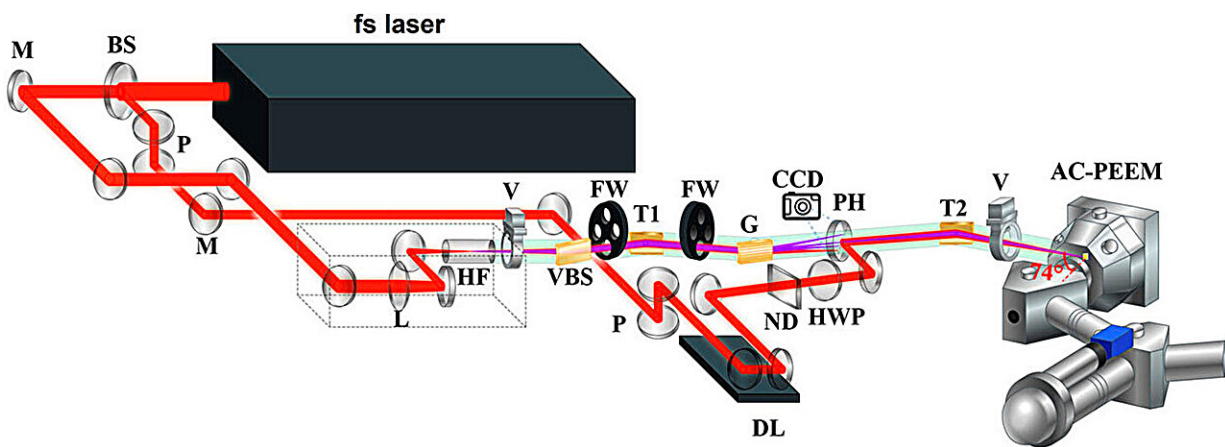 fs laser
M
BS
P
M
L
HF
V
VBS
FW
T1
FW
G
CCD
PH
T2
V
AC-PEEM
74°
P
ND
HWP
DL